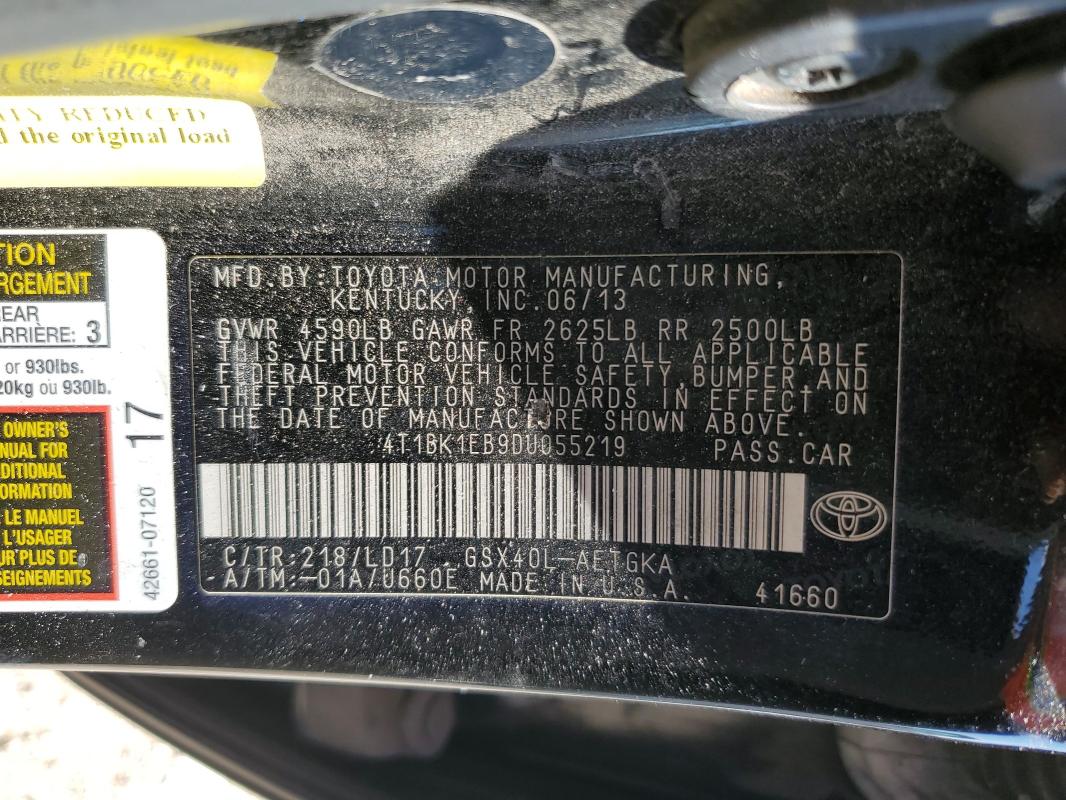 ITY REDUCED
the original load
TION
RGEMENT
REAR
ARRIÈRE: 3
or 930lbs.
20kg ou 930lb.
OWNER'S
NUAL FOR
DITIONAL
ORMATION
LE MANUEL
L'USAGER
UR PLUS DE
SEIGNEMENTS
17
42661-07120
MFD.BY:TOYOTA MOTOR MANUFACTURING,
KENTUCKY, INC.06/13
GVWR 4590LB GAWR FR 2625LB RR 2500LB
THIS VEHICLE CONFORMS TO ALL APPLICABLE
FEDERAL MOTOR VEHICLE SAFETY,BUMPER,AND
THEFT PREVENTION STANDARDS IN EFFECT ON
THE DATE OF MANUFACTURE SHOWN ABOVE.
4T1BK1EB9DU055219 PASS.CAR
C/TR:218/LD17 GSX40L-AETGKA
A/TM:-01A/U660E MADE IN U.S.A. 41660